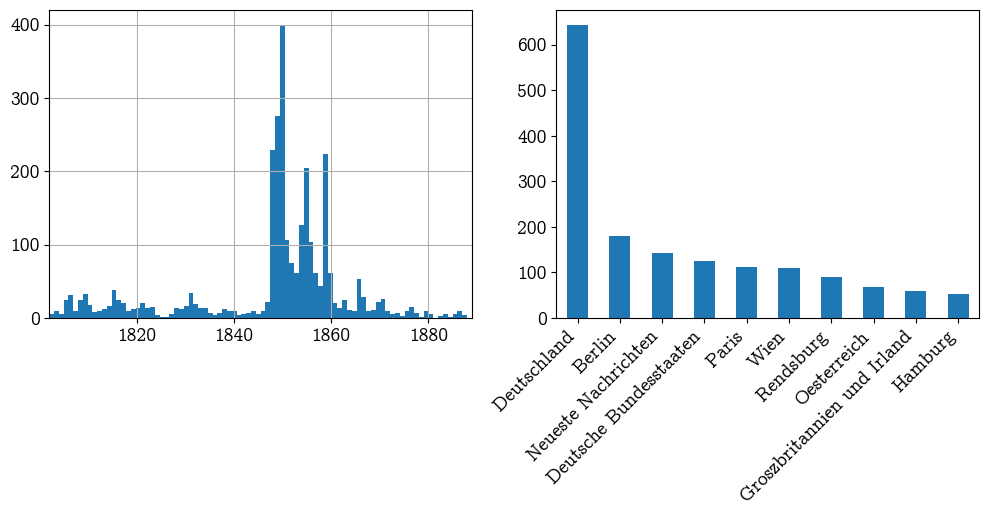 400
300
200
100
0
1820 1840 1860 1880
600
500
400
300
200
100
0
Deutschland
Berlin
Neueste Nachrichten
Deutsche Bundesstaaten
Paris
Wien
Rendsburg
Oesterreich
Groszbritannien und Irland
Hamburg